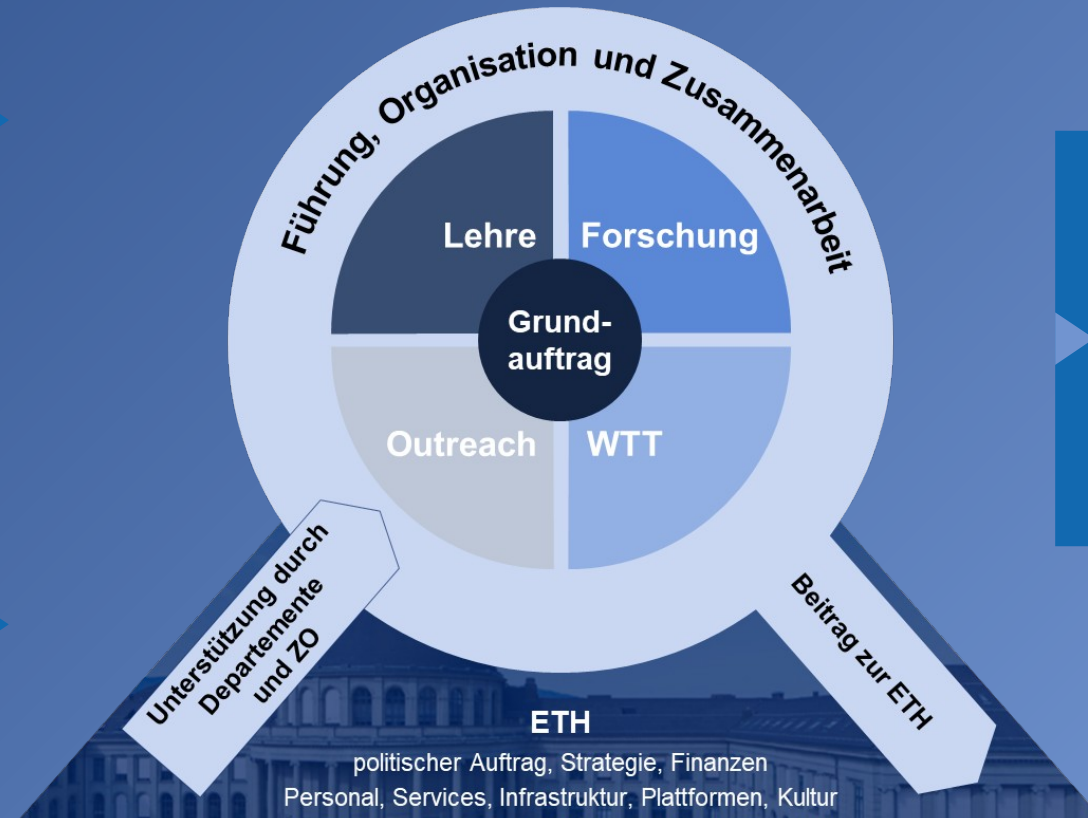 Führung, Organisation und Zusammenarbeit
Lehre
Forschung
Grund-
auftrag
Outreach
WTT
Unterstützung durch
Departemente
und ZO
Beitrag zur ETH
ETH
politischer Auftrag, Strategie, Finanzen
Personal, Services, Infrastruktur, Plattformen, Kultur